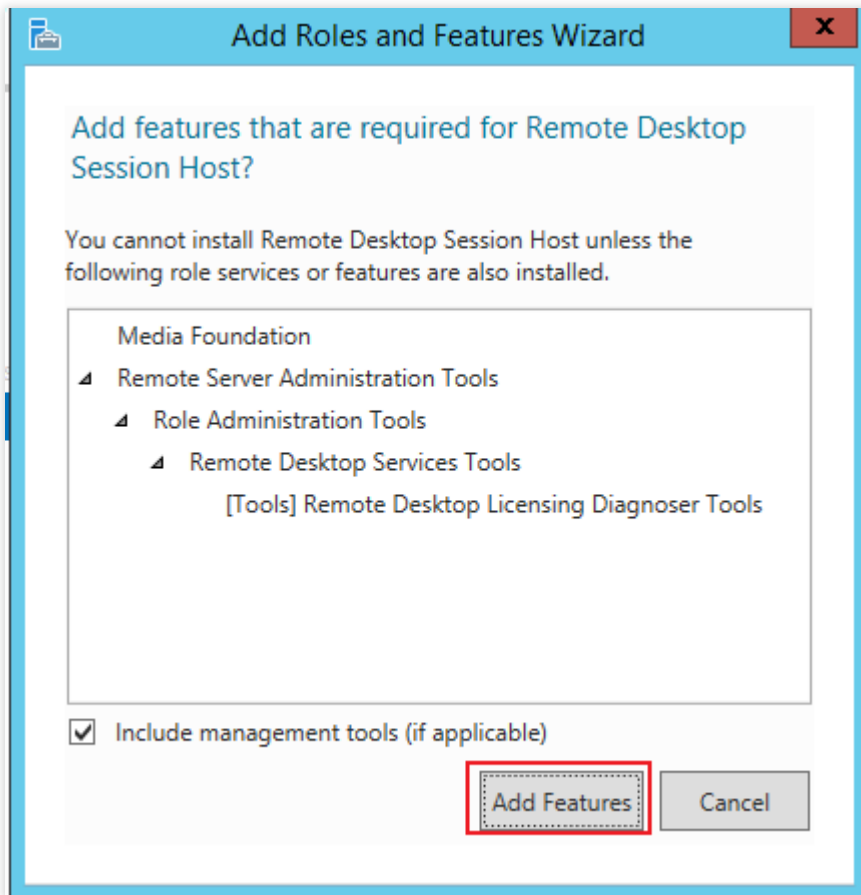 Add Roles and Features Wizard
x
Add features that are required for Remote Desktop
Session Host?
You cannot install Remote Desktop Session Host unless the
following role services or features are also installed.
Media Foundation
Remote Server Administration Tools
Role Administration Tools
Remote Desktop Services Tools
[Tools] Remote Desktop Licensing Diagnoser Tools
Include management tools (if applicable)
Add Features
Cancel